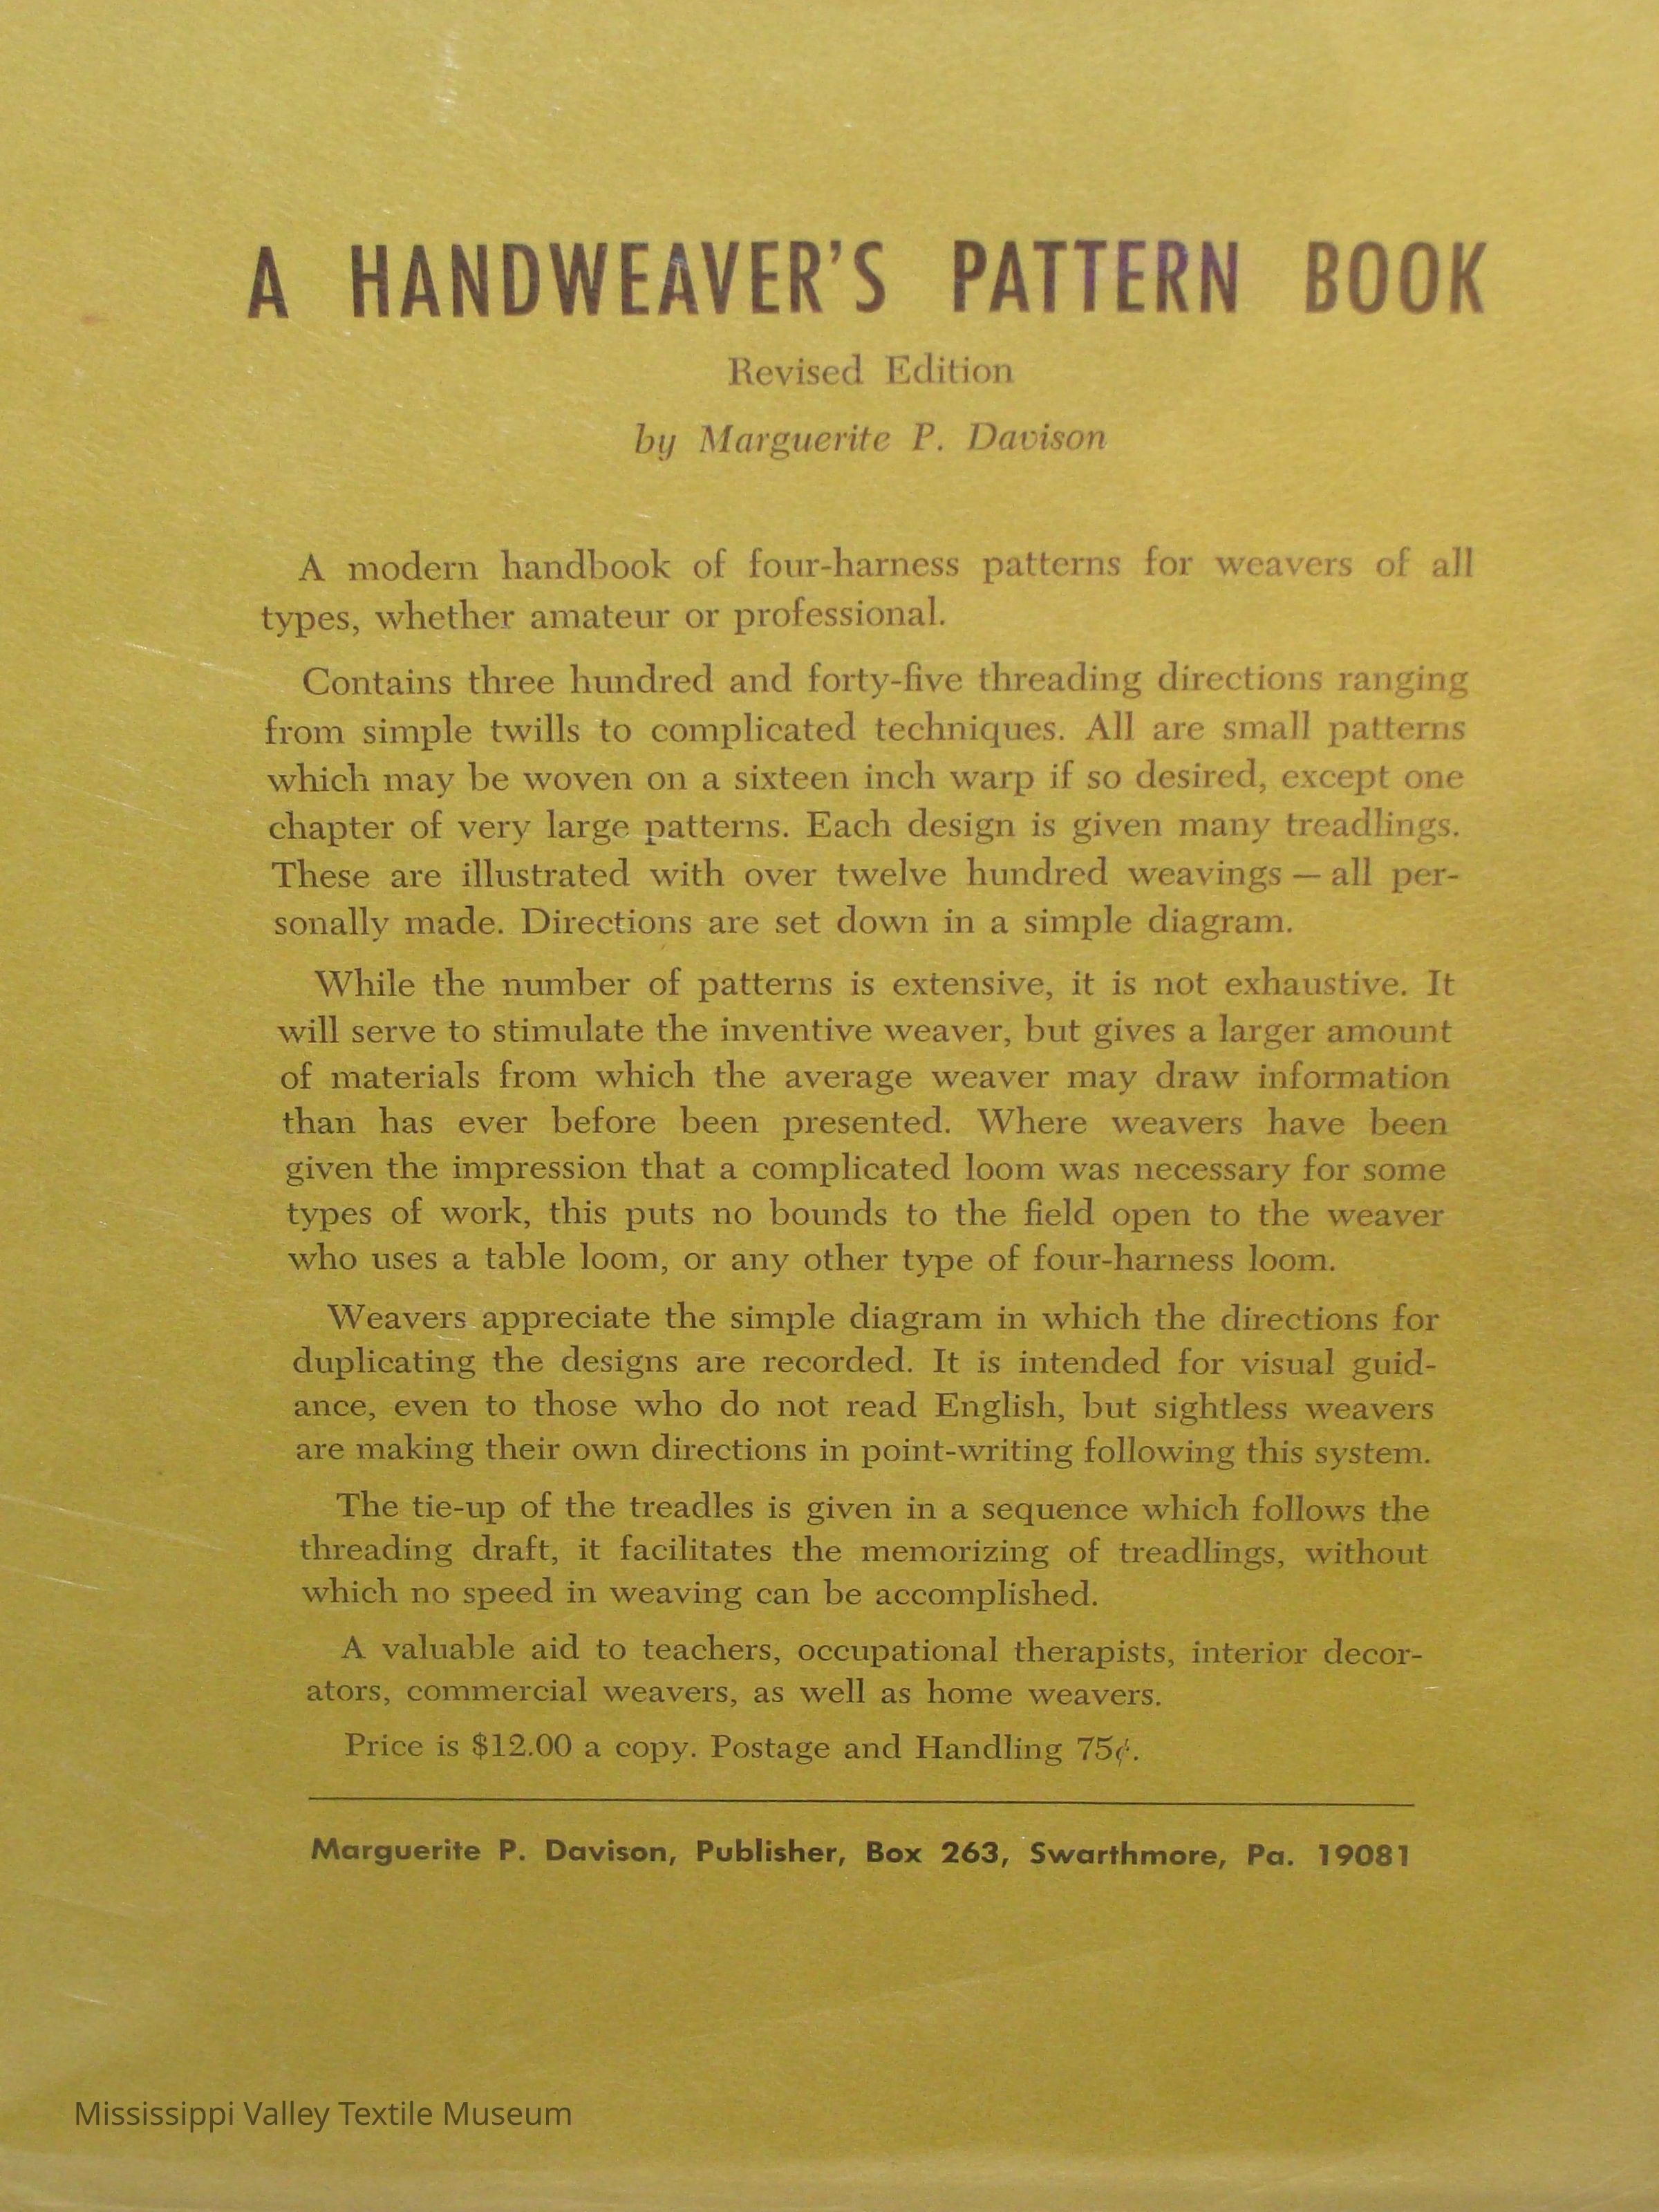 A HANDWEAVER'S PATTERN BOOK
Revised Edition
by Marguerite P. Davison
A modern handbook of four-harness patterns for weavers of all
types, whether amateur or professional.
Contains three hundred and forty-five threading directions ranging
from simple twills to complicated techniques. All are small patterns
which may be woven on a sixteen inch warp if so desired, except one
chapter of very large patterns. Each design is given many treadlings.
These are illustrated with over twelve hundred weavings — all per-
sonally made. Directions are set down in a simple diagram.
While the number of patterns is extensive, it is not exhaustive. It
will serve to stimulate the inventive weaver, but gives a larger amount
of materials from which the average weaver may draw information
than has ever before been presented. Where weavers have been
given the impression that a complicated loom was necessary for some
types of work, this puts no bounds to the field open to the weaver
who uses a table loom, or any other type of four-harness loom.
Weavers appreciate the simple diagram in which the directions for
duplicating the designs are recorded. It is intended for visual guid-
ance, even to those who do not read English, but sightless weavers
are making their own directions in point-writing following this system.
The tie-up of the treadles is given in a sequence which follows the
threading draft, it facilitates the memorizing of treadlings, without
which no speed in weaving can be accomplished.
A valuable aid to teachers, occupational therapists, interior decor-
ators, commercial weavers, as well as home weavers.
Price is $12.00 a copy. Postage and Handling 75¢.
Marguerite P. Davison, Publisher, Box 263, Swarthmore, Pa. 19081
Mississippi Valley Textile Museum